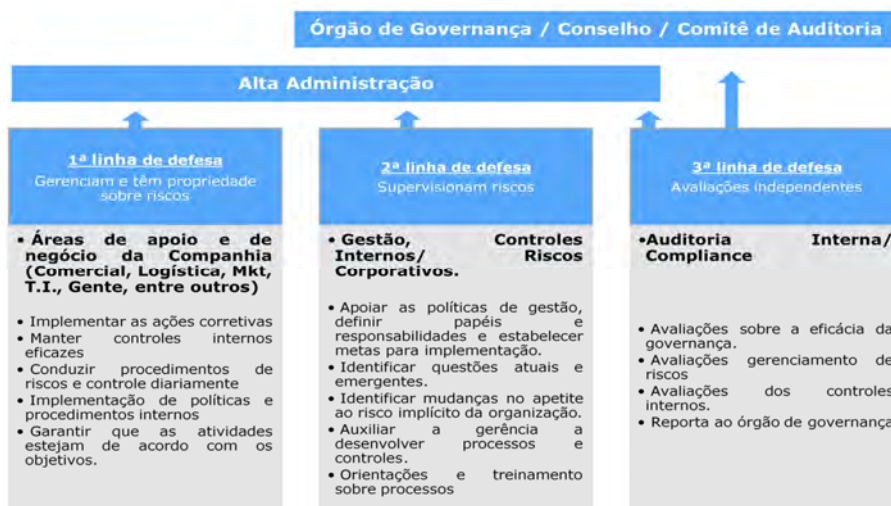 Órgão de Governança / Conselho / Comitê de Auditoria
Alta Administração
1ª linha de defesa
Gerenciam e têm propriedade
sobre riscos
• Áreas de apoio e de
negócio da Companhia
(Comercial, Logística, Mkt,
T.I., Gente, entre outros)
• Implementar as ações corretivas
• Manter controles internos
eficazes
• Conduzir procedimentos de
riscos e controle diariamente
• Implementação de políticas e
procedimentos internos
• Garantir que as atividades
estejam de acordo com os
objetivos.
2ª linha de defesa
Supervisionam riscos
• Gestão, Controles
Internos/ Riscos
Corporativos.
• Apoiar as políticas de gestão,
definir papéis e
responsabilidades e estabelecer
metas para implementação.
• Identificar questões atuais e
emergentes.
• Identificar mudanças no apetite
ao risco implícito da organização.
• Auxiliar a gerência a
desenvolver processos e
controles.
• Orientações e treinamento
sobre processos
3ª linha de defesa
Avaliações independentes
•Auditoria Interna/
Compliance
• Avaliações sobre a eficácia da
governança.
• Avaliações gerenciamento de
riscos
• Avaliações dos controles
internos.
• Reporta ao órgão de governança